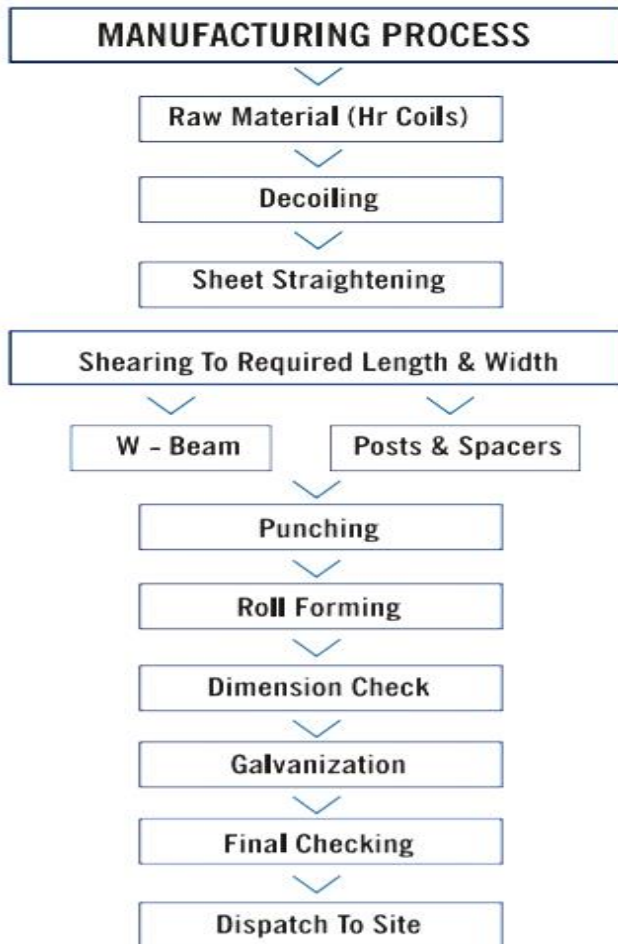 MANUFACTURING PROCESS
Raw Material (Hr Coils)
Decoiling
Sheet Straightening
Shearing To Required Length & Width
W – Beam
Posts & Spacers
Punching
Roll Forming
Dimension Check
Galvanization
Final Checking
Dispatch To Site